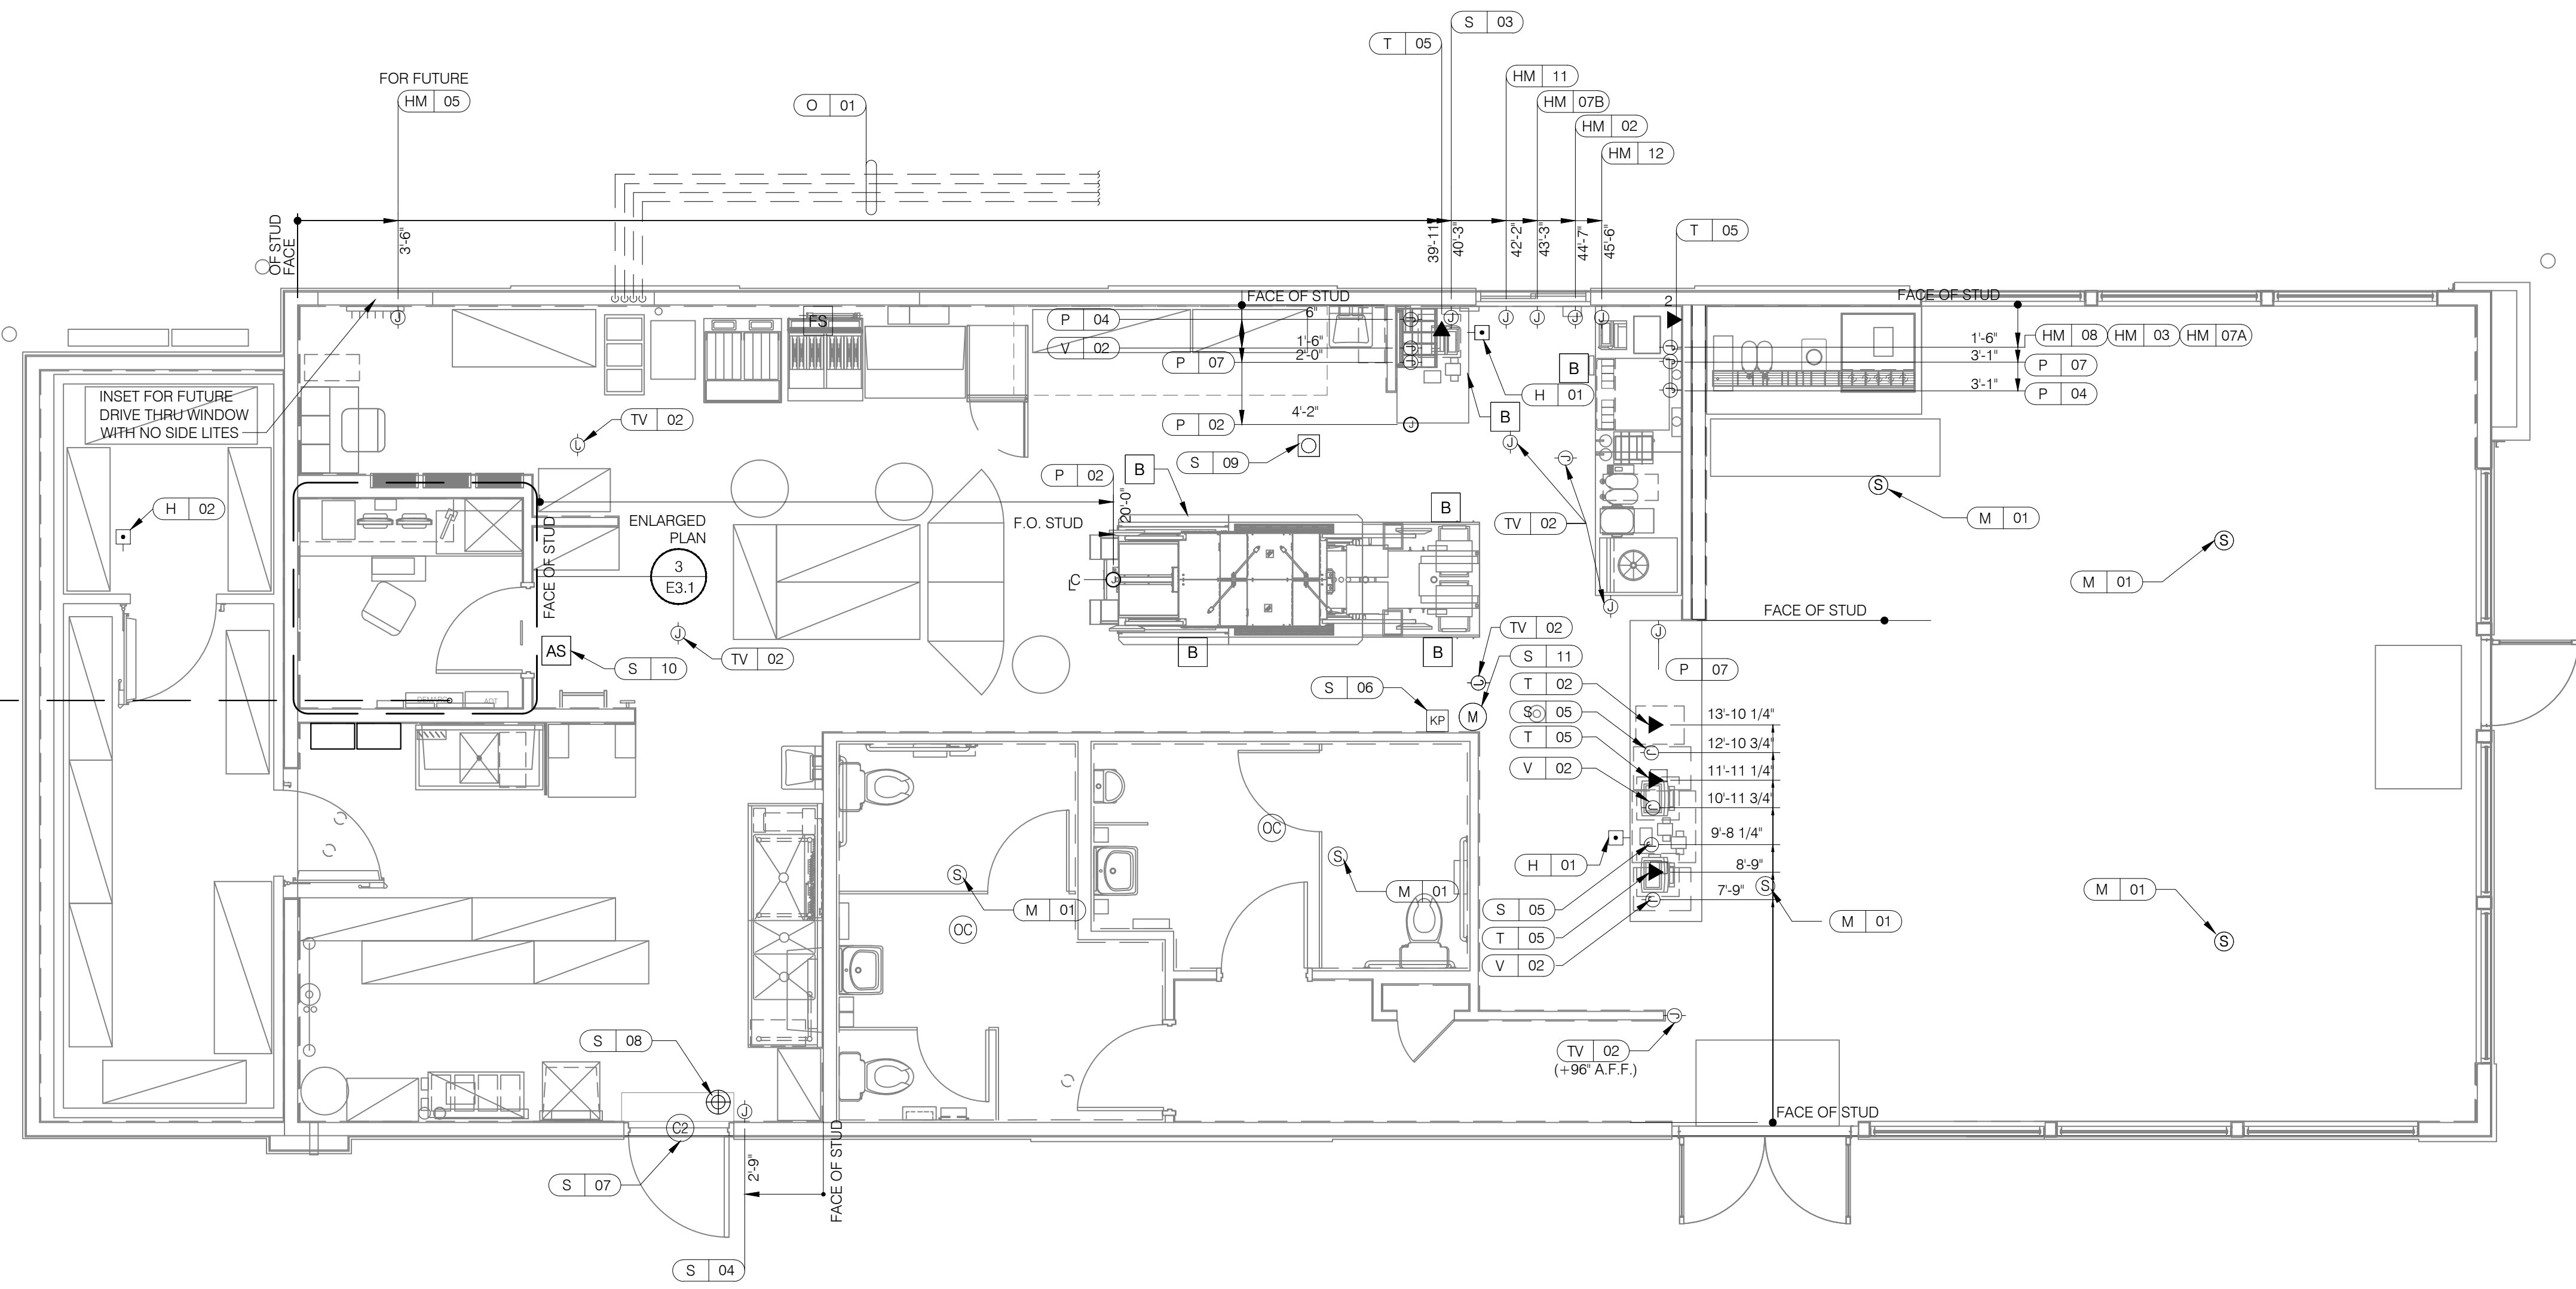 S 03
T 05
HM 11
FOR FUTURE
HM 05
O 01
HM 07B
HM 02
HM 12
OF STUD
FACE
3'-6"
39'-11"
40'-3"
42'-2"
43'-3"
44'-7"
45'-6"
T 05
FACE OF STUD
FACE OF STUD
2
FS
J
J
J
J
J
J
P 04
6"
V 02
1'-6"
P 07
2'-0"
J
J
J
J
J
J
1'-6"
HM 08
HM 03
HM 07A
3'-1"
P 07
3'-1"
P 04
B
H 01
B
INSET FOR FUTURE
DRIVE THRU WINDOW
WITH NO SIDE LITES
TV 02
J
4'-2"
P 02
J
J
S 09
J
P 02
B
S
H 02
20'-0"
B
ENLARGED
PLAN
F.O. STUD
TV 02
M 01
S
3
E3.1
FACE OF STUD
CL
J
M 01
J
FACE OF STUD
AS
S 10
J
TV 02
B
B
TV 02
J
S 11
P 07
DEMARC
ADT
S 06
KP
J
M
T 02
S 05
13'-10 1/4"
T 05
J
12'-10 3/4"
V 02
11'-11 1/4"
J
10'-11 3/4"
OC
9'-8 1/4"
J
H 01
8'-9"
S
S
M 01
M 01
7'-9"
S
M 01
S 05
J
M 01
OC
T 05
S
V 02
J
TV 02
(+96" A.F.F.)
S 08
J
C2
FACE OF STUD
FACE OF STUD
2'-9"
S 07
S 04